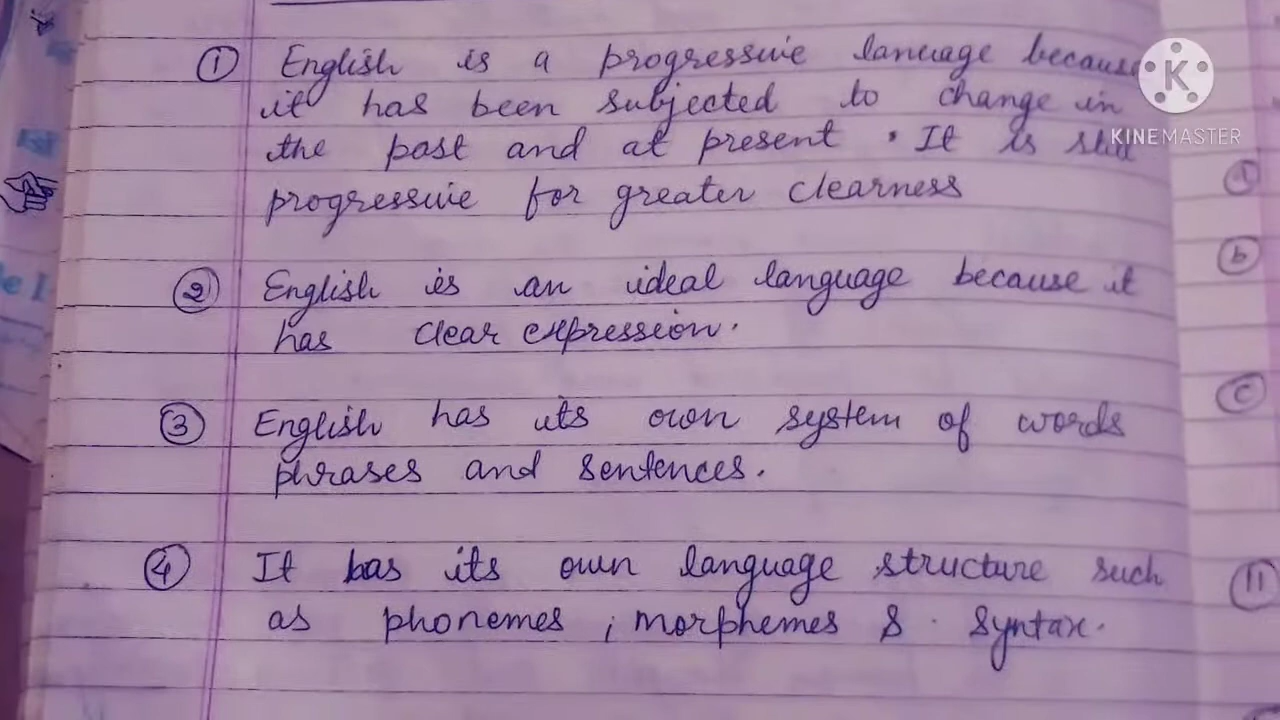 ① English is a progressive lanuage because
it has been subjected to change in
the past and at present. It is still
progressive for greater clearness
② English is an ideal language because it
has clear expression.
③ English has its own system of words
phrases and sentences.
④ It has its own language structure such
as phonemes, morphemes & syntax.
K
KINEMASTER
b
c
11
e I